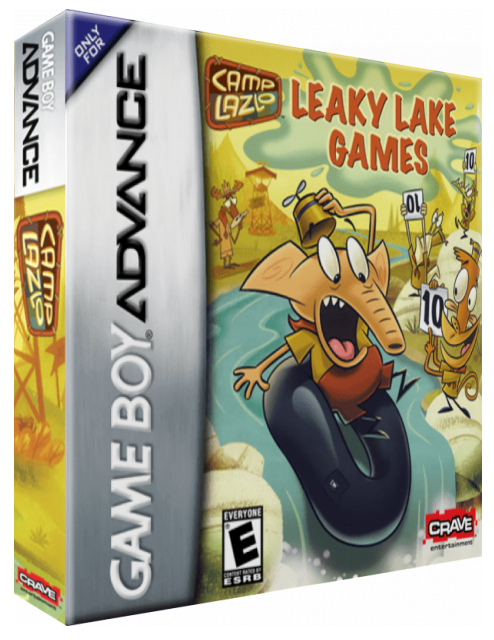 GAME BOY
ADVANCE
CAMP
LAZLO
CRAVE
ONLY
FOR
GAME BOY ADVANCE
CAMP
LAZLO™
LEAKY LAKE
GAMES
10
10
10
EVERYONE
E
CONTENT RATED BY
ESRB
CRAVE
entertainment